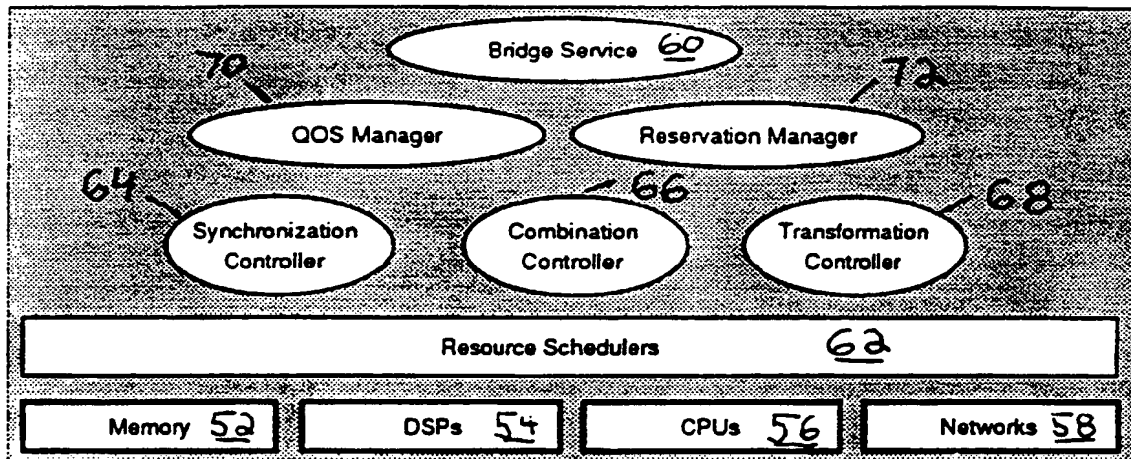 Bridge Service 60
70
72
QOS Manager
Reservation Manager
64
66
68
Synchronization
Controller
Combination
Controller
Transformation
Controller
Resource Schedulers 62
Memory 52
DSPs 54
CPUs 56
Networks 58